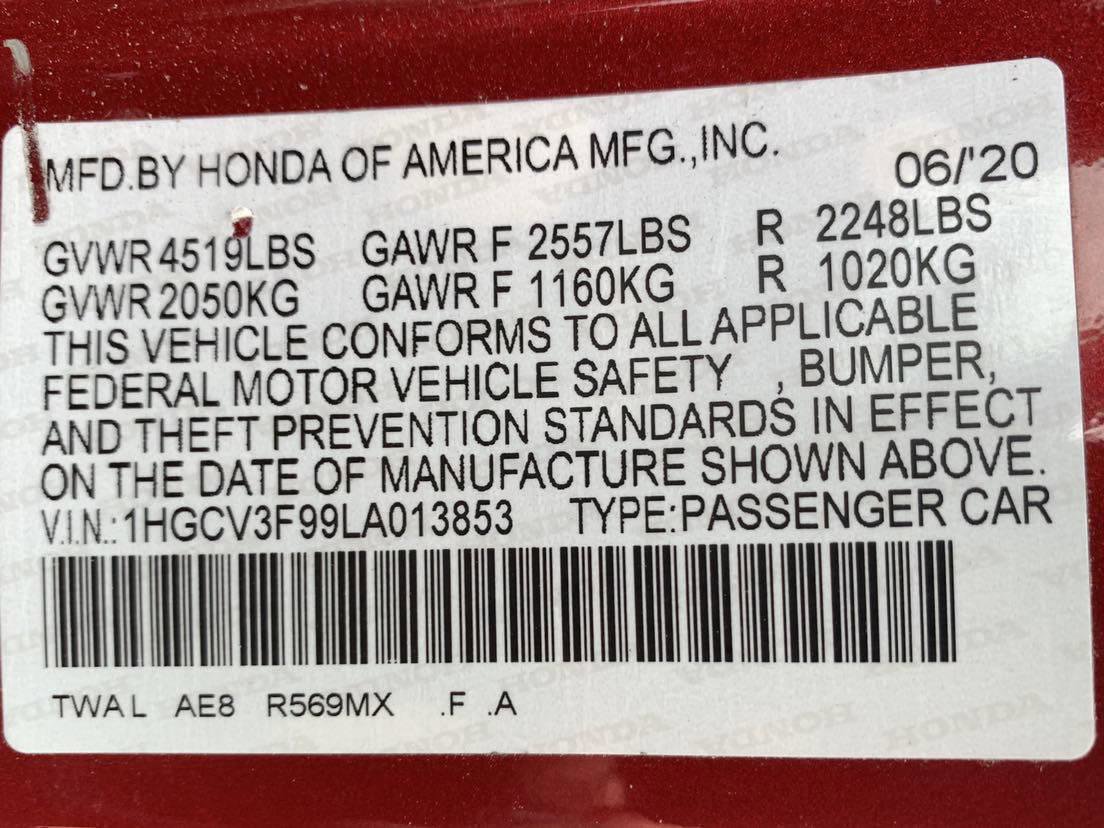 MFD.BY HONDA OF AMERICA MFG.,INC. 06/'20
GVWR 4519LBS GAWR F 2557LBS R 2248LBS
GVWR 2050KG GAWR F 1160KG R 1020KG
THIS VEHICLE CONFORMS TO ALL APPLICABLE
FEDERAL MOTOR VEHICLE SAFETY , BUMPER,
AND THEFT PREVENTION STANDARDS IN EFFECT
ON THE DATE OF MANUFACTURE SHOWN ABOVE.
V.I.N.: 1HGCV3F99LA013853 TYPE:PASSENGER CAR
TWAL AE8 R569MX .F .A